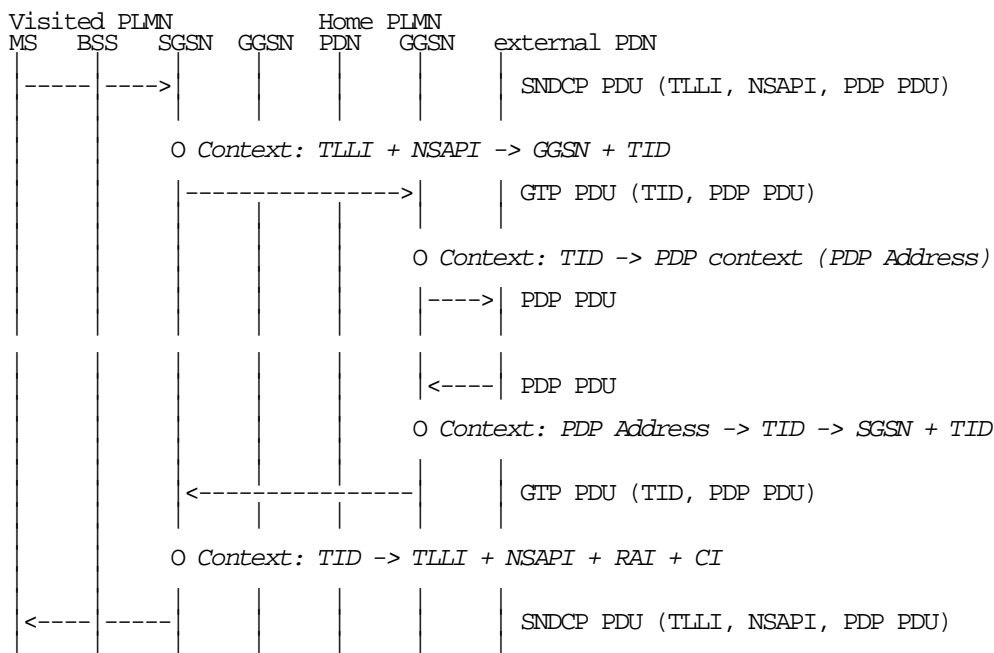 Visited PLMN Home PLMN
MS BSS SGSN GGSN PDN GGSN external PDN
SNDCP PDU (TLLI, NSAPI, PDP PDU)
O Context: TLLI + NSAPI -> GGSN + TID
GTP PDU (TID, PDP PDU)
O Context: TID -> PDP context (PDP Address)
PDP PDU
PDP PDU
O Context: PDP Address -> TID -> SGSN + TID
GTP PDU (TID, PDP PDU)
O Context: TID -> TLLI + NSAPI + RAI + CI
SNDCP PDU (TLLI, NSAPI, PDP PDU)